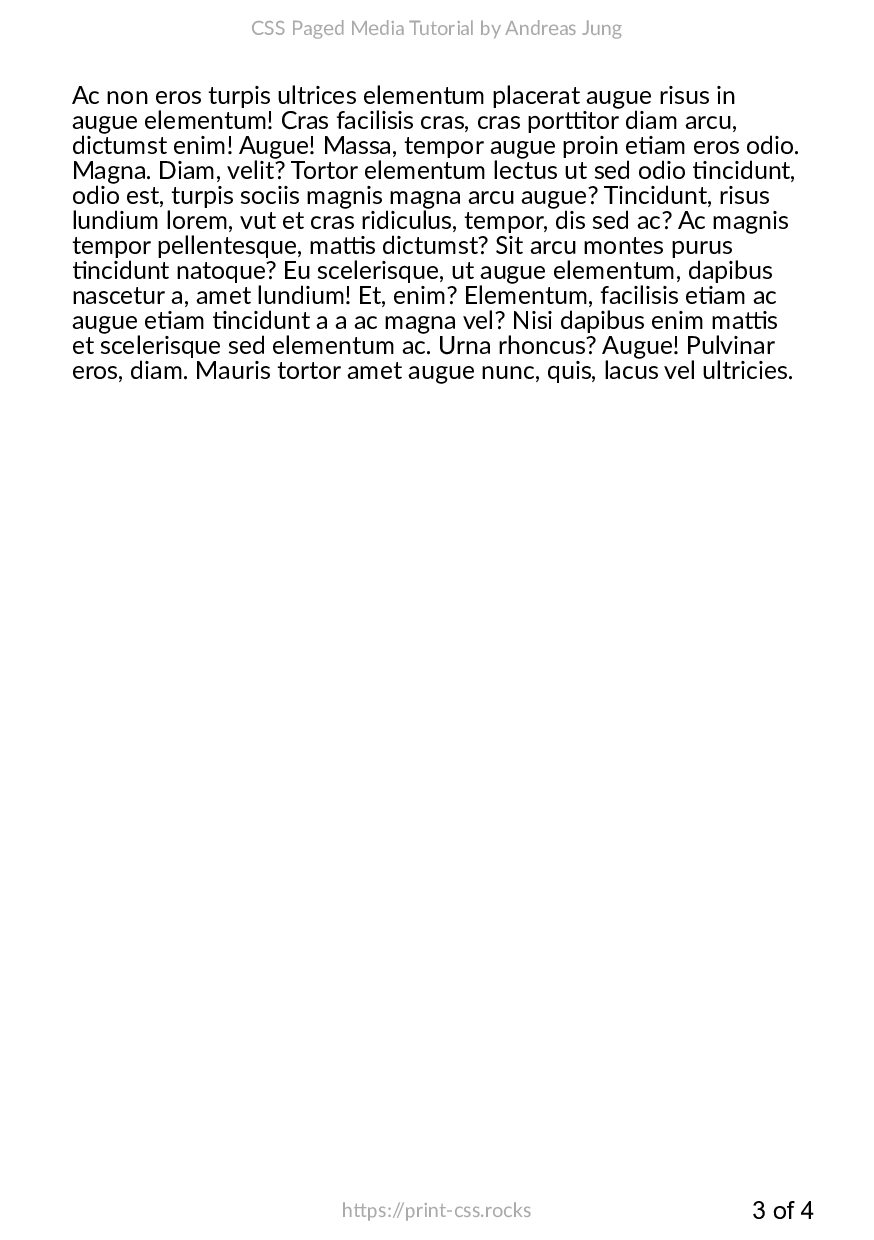 CSS Paged Media Tutorial by Andreas Jung
Ac non eros turpis ultrices elementum placerat augue risus in
augue elementum! Cras facilisis cras, cras porttitor diam arcu,
dictumst enim! Augue! Massa, tempor augue proin etiam eros odio.
Magna. Diam, velit? Tortor elementum lectus ut sed odio tincidunt,
odio est, turpis sociis magnis magna arcu augue? Tincidunt, risus
lundium lorem, vut et cras ridiculus, tempor, dis sed ac? Ac magnis
tempor pellentesque, mattis dictumst? Sit arcu montes purus
tincidunt natoque? Eu scelerisque, ut augue elementum, dapibus
nascetur a, amet lundium! Et, enim? Elementum, facilisis etiam ac
augue etiam tincidunt a a ac magna vel? Nisi dapibus enim mattis
et scelerisque sed elementum ac. Urna rhoncus? Augue! Pulvinar
eros, diam. Mauris tortor amet augue nunc, quis, lacus vel ultricies.
https://print-css.rocks
3 of 4